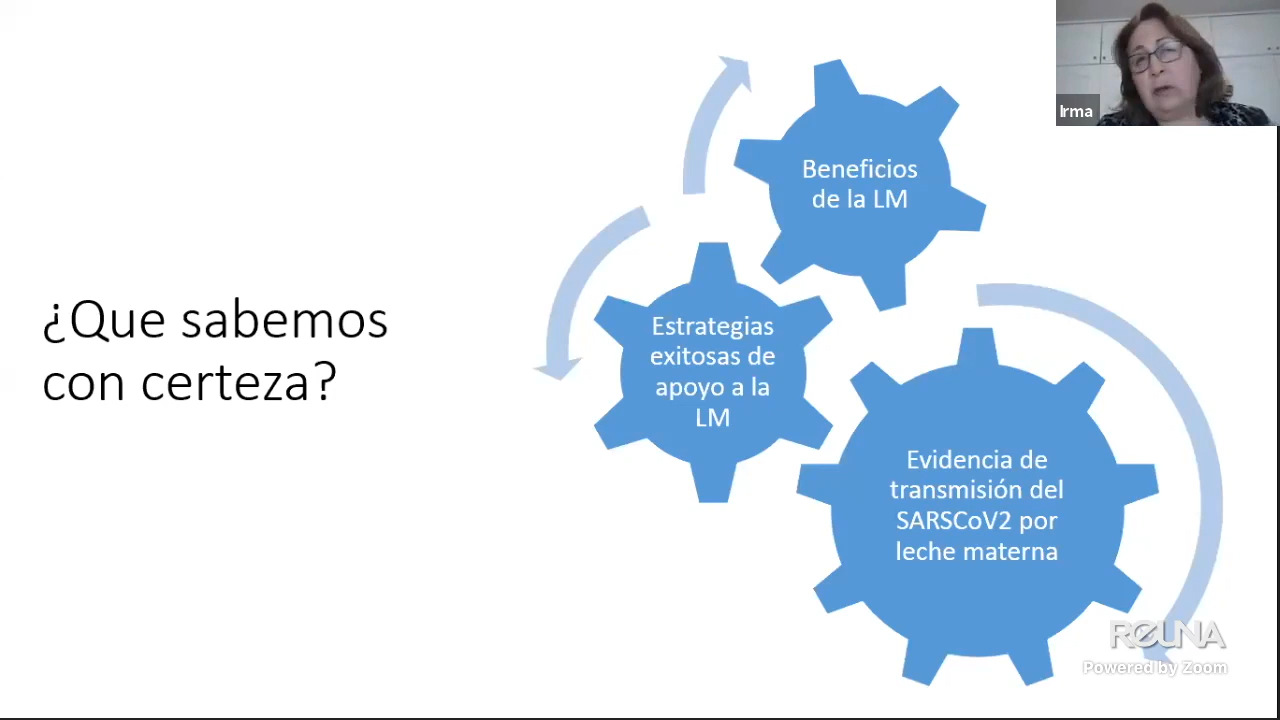 Irma
¿Que sabemos
con certeza?
Beneficios
de la LM
Estrategias
exitosas de
apoyo a la
LM
Evidencia de
transmisión del
SARSCoV2 por
leche materna
REUNA
Powered by Zoom